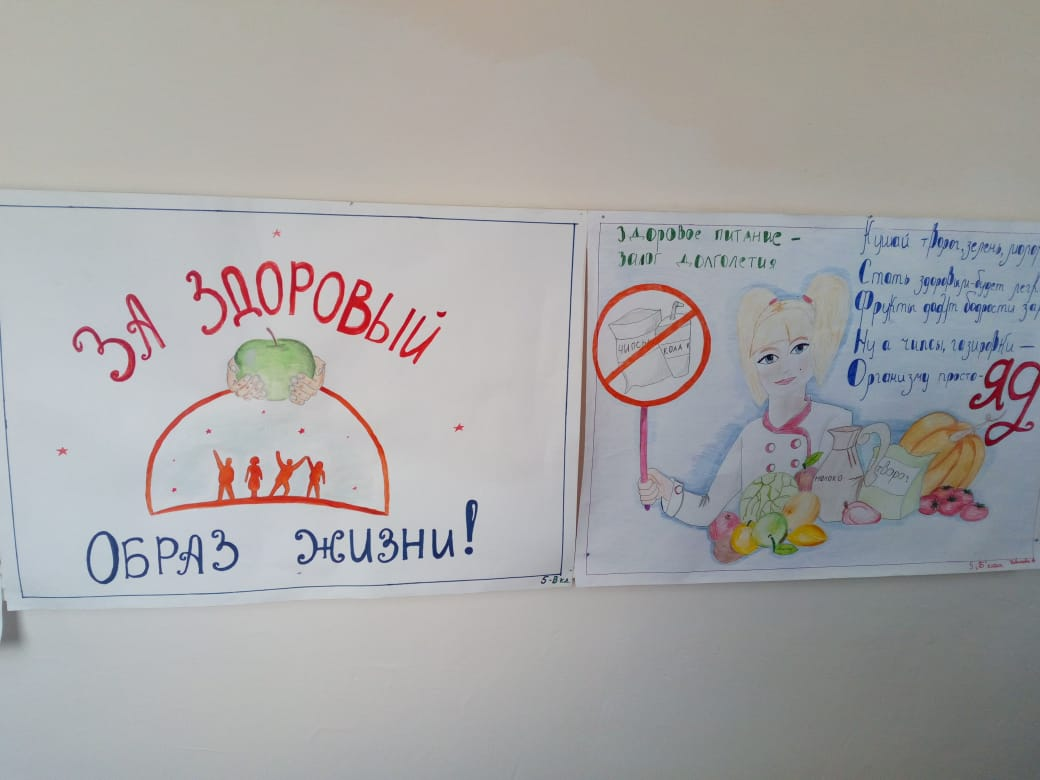 ЗА ЗДОРОВЫЙ
ОБРАЗ ЖИЗНИ!
5-В кл
ЗДОРОВОЕ ПИТАНИЕ –
ЗАЛОГ ДОЛГОЛЕТИЯ
ЧИПСЫ
КОЛА
Кушай творог, зелень,
Стать здоровым-будет
Фрукты дадут бодрости
Ну а чипсы, газировки –
Организму просто-ЯД
МОЛОКО
ТВОРОГ
5 „Б" класс